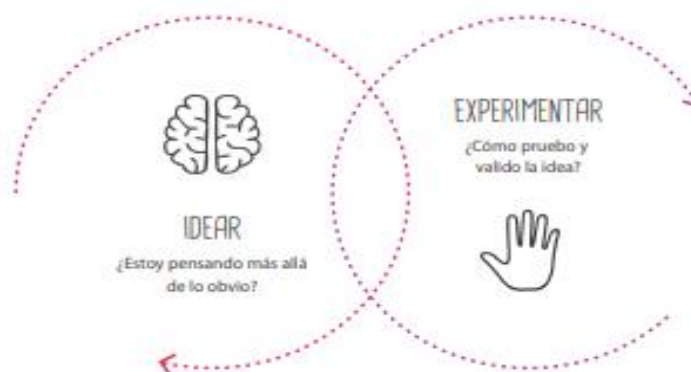 IDEAR
¿Estoy pensando más allá
de lo obvio?
EXPERIMENTAR
¿Cómo pruebo y
valido la idea?